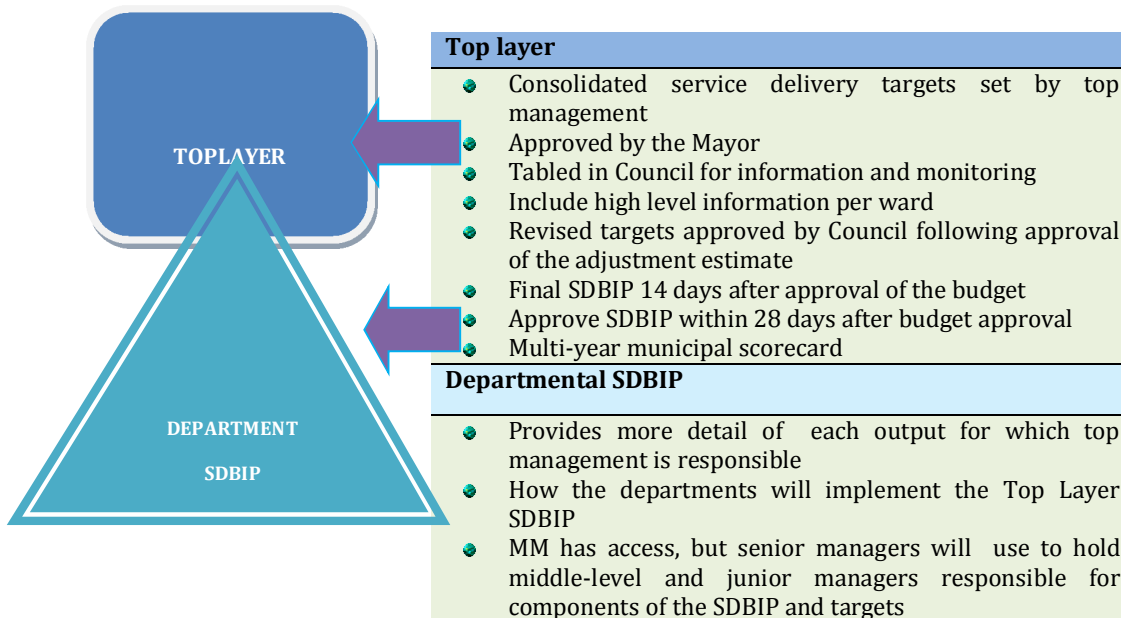 TOPLAYER
DEPARTMENT
SDBIP
Top layer
Consolidated service delivery targets set by top
management
Approved by the Mayor
Tabled in Council for information and monitoring
Include high level information per ward
Revised targets approved by Council following approval
of the adjustment estimate
Final SDBIP 14 days after approval of the budget
Approve SDBIP within 28 days after budget approval
Multi-year municipal scorecard
Departmental SDBIP
Provides more detail of each output for which top
management is responsible
How the departments will implement the Top Layer
SDBIP
MM has access, but senior managers will use to hold
middle-level and junior managers responsible for
components of the SDBIP and targets